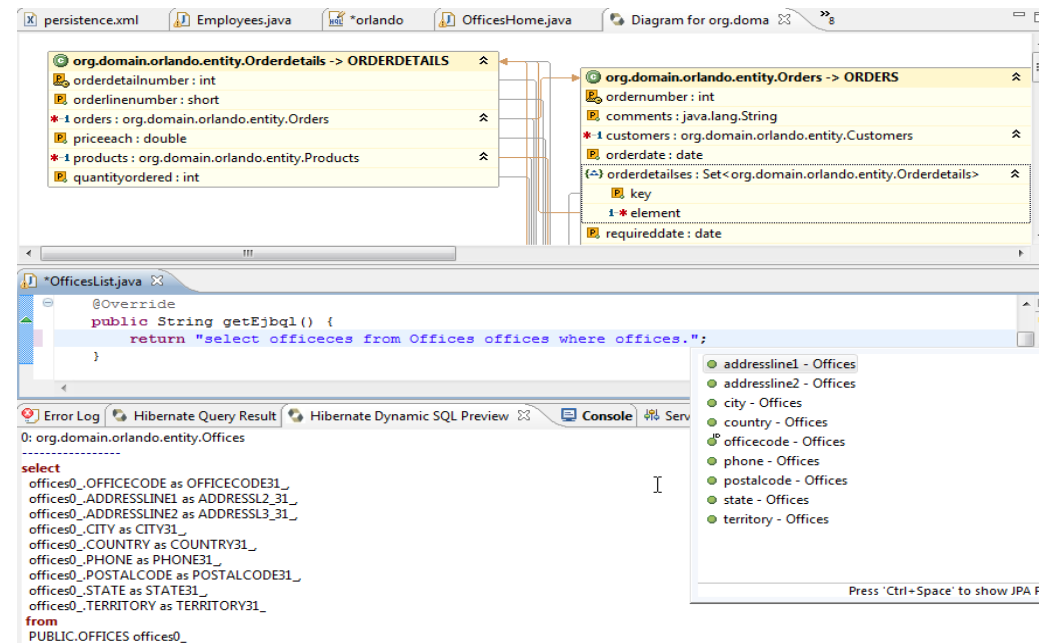 persistence.xml Employees.java *orlando OfficesHome.java Diagram for org.doma »8
org.domain.orlando.entity.Orderdetails -> ORDERDETAILS
orderdetailnumber : int
orderlinenumber : short
*-1 orders : org.domain.orlando.entity.Orders
priceeach : double
*-1 products : org.domain.orlando.entity.Products
quantityordered : int
org.domain.orlando.entity.Orders -> ORDERS
ordernumber : int
comments : java.lang.String
*-1 customers : org.domain.orlando.entity.Customers
orderdate : date
orderdetailses : Set<org.domain.orlando.entity.Orderdetails>
key
1-* element
requireddate : date
*OfficesList.java
@Override
public String getEjbql() {
return "select officeces from Offices offices where offices.";
}
addressline1 - Offices
addressline2 - Offices
city - Offices
country - Offices
officecode - Offices
phone - Offices
postalcode - Offices
state - Offices
territory - Offices
Press 'Ctrl+Space' to show JPA P
Error Log Hibernate Query Result Hibernate Dynamic SQL Preview Console Serv
0: org.domain.orlando.entity.Offices
-----------------
select
offices0_.OFFICECODE as OFFICECODE31_,
offices0_.ADDRESSLINE1 as ADDRESSL2_31_,
offices0_.ADDRESSLINE2 as ADDRESSL3_31_,
offices0_.CITY as CITY31_,
offices0_.COUNTRY as COUNTRY31_,
offices0_.PHONE as PHONE31_,
offices0_.POSTALCODE as POSTALCODE31_,
offices0_.STATE as STATE31_,
offices0_.TERRITORY as TERRITORY31_
from
PUBLIC.OFFICES offices0_